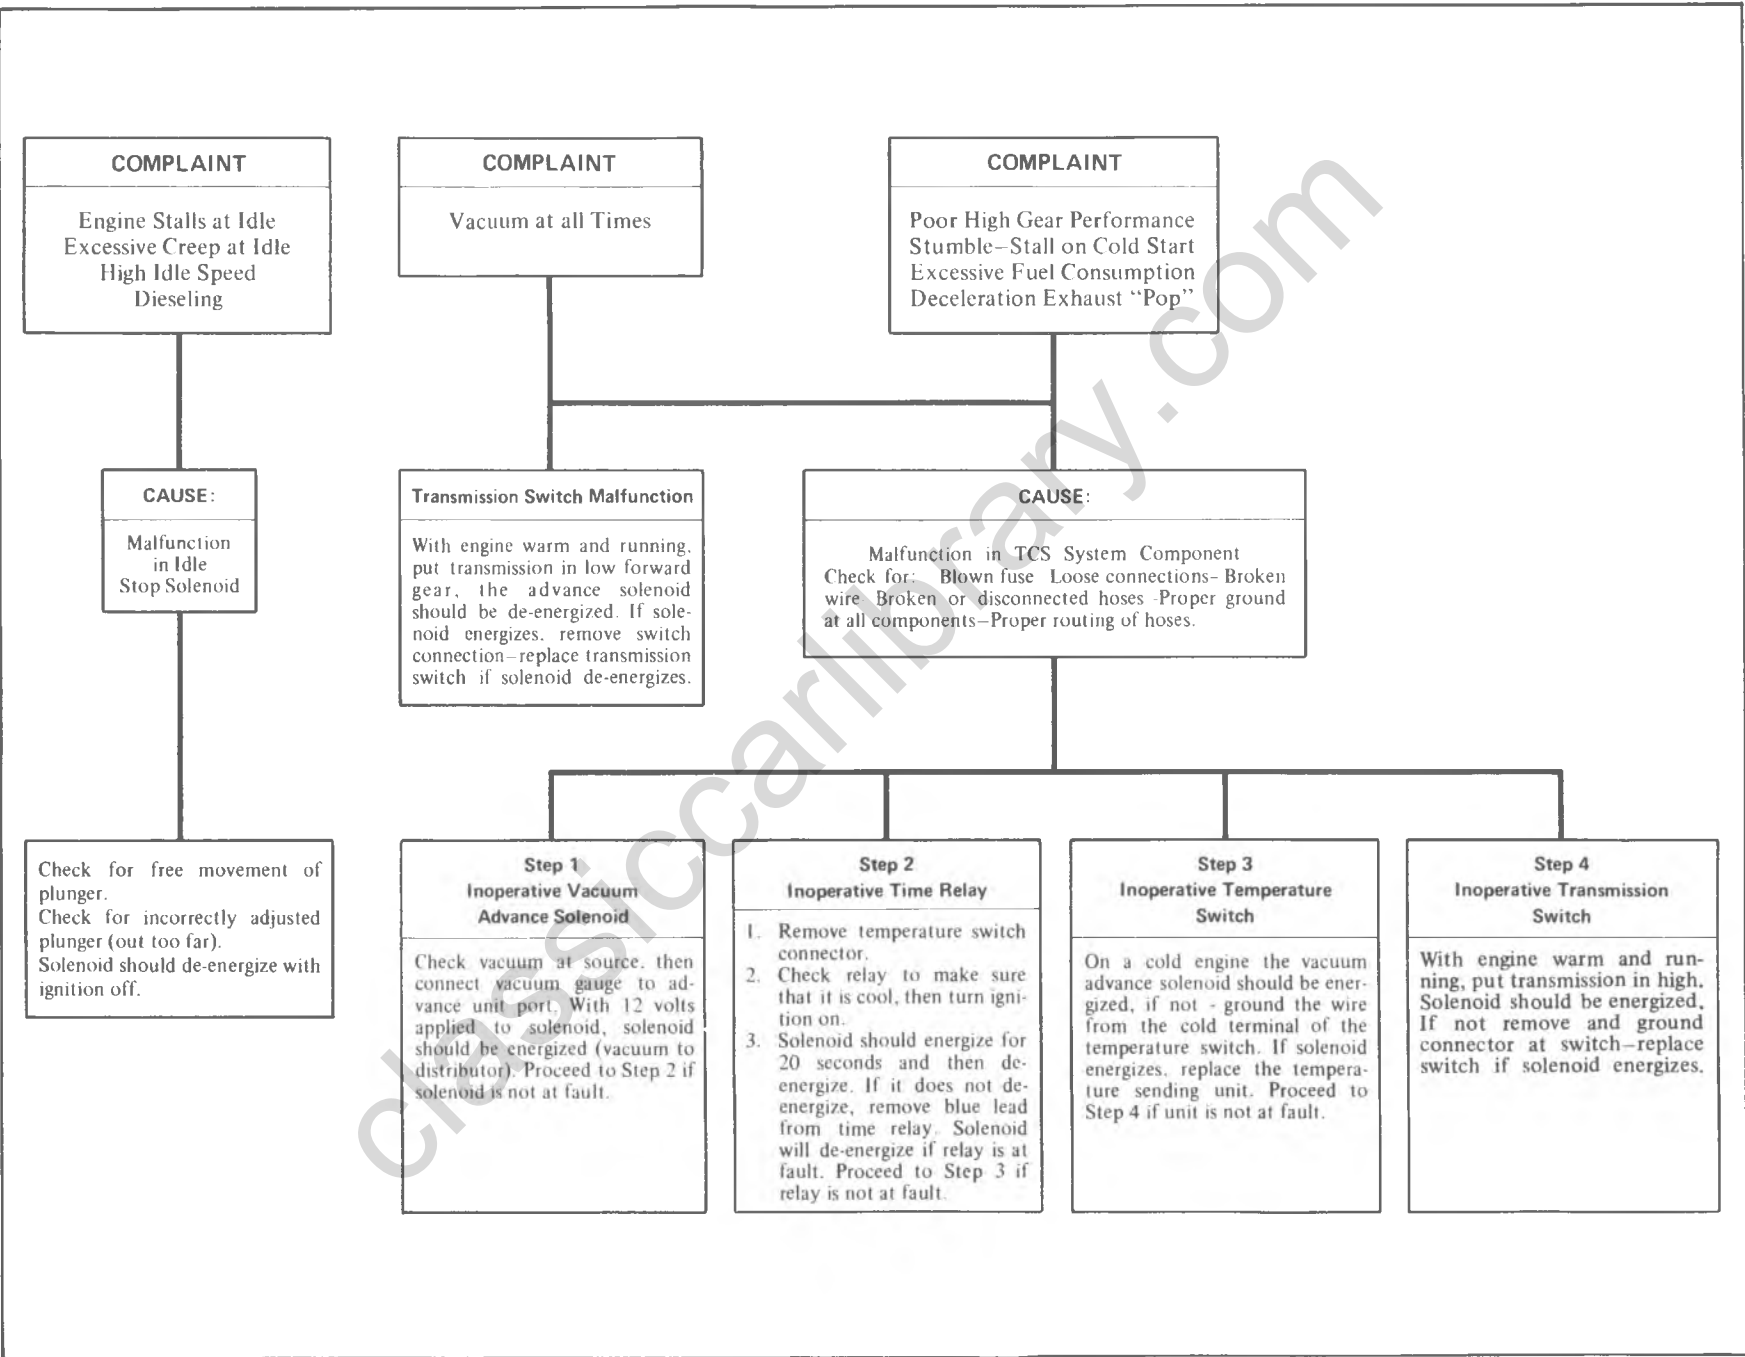 COMPLAINT
Engine Stalls at Idle
Excessive Creep at Idle
High Idle Speed
Dieseling
COMPLAINT
Vacuum at all Times
COMPLAINT
Poor High Gear Performance
Stumble–Stall on Cold Start
Excessive Fuel Consumption
Deceleration Exhaust “Pop”
CAUSE:
Malfunction
in Idle
Stop Solenoid
Transmission Switch Malfunction
With engine warm and running,
put transmission in low forward
gear, the advance solenoid
should be de-energized. If sole-
noid energizes, remove switch
connection–replace transmission
switch if solenoid de-energizes.
CAUSE:
Malfunction in TCS System Component
Check for: Blown fuse Loose connections- Broken
wire Broken or disconnected hoses -Proper ground
at all components–Proper routing of hoses.
Check for free movement of
plunger.
Check for incorrectly adjusted
plunger (out too far).
Solenoid should de-energize with
ignition off.
Step 1
Inoperative Vacuum
Advance Solenoid
Check vacuum at source, then
connect vacuum gauge to ad-
vance unit port. With 12 volts
applied to solenoid, solenoid
should be energized (vacuum to
distributor). Proceed to Step 2 if
solenoid is not at fault.
Step 2
Inoperative Time Relay
1. Remove temperature switch
connector.
2. Check relay to make sure
that it is cool, then turn igni-
tion on.
3. Solenoid should energize for
20 seconds and then de-
energize. If it does not de-
energize, remove blue lead
from time relay. Solenoid
will de-energize if relay is at
fault. Proceed to Step 3 if
relay is not at fault.
Step 3
Inoperative Temperature
Switch
On a cold engine the vacuum
advance solenoid should be ener-
gized, if not - ground the wire
from the cold terminal of the
temperature switch. If solenoid
energizes, replace the tempera-
ture sending unit. Proceed to
Step 4 if unit is not at fault.
Step 4
Inoperative Transmission
Switch
With engine warm and run-
ning, put transmission in high.
Solenoid should be energized,
If not remove and ground
connector at switch–replace
switch if solenoid energizes.
classiccarlibrary.com